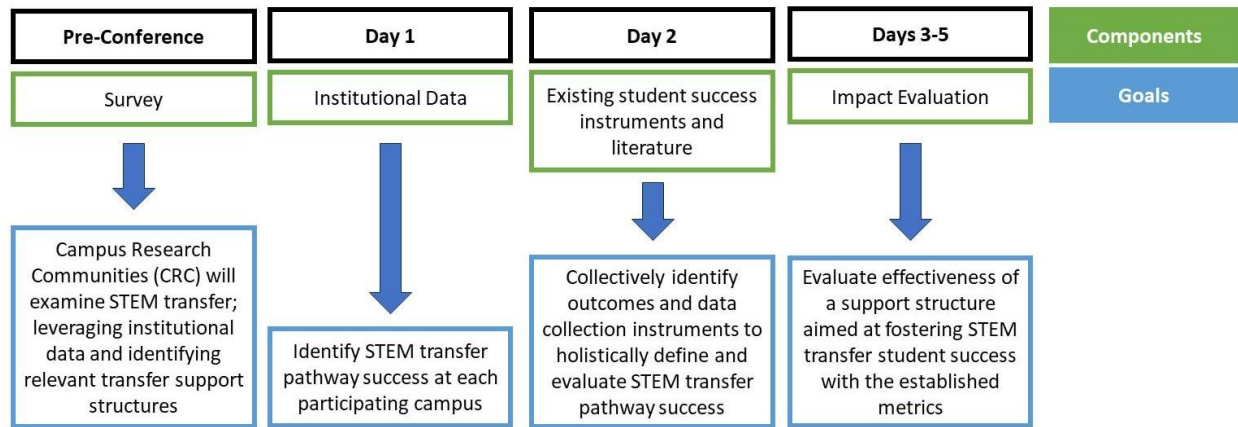 Pre-Conference
Day 1
Day 2
Days 3-5
Components
Survey
Institutional Data
Existing student success
instruments and
literature
Impact Evaluation
Goals
Campus Research
Communities (CRC) will
examine STEM transfer;
leveraging institutional
data and identifying
relevant transfer support
structures
Identify STEM transfer
pathway success at each
participating campus
Collectively identify
outcomes and data
collection instruments to
holistically define and
evaluate STEM transfer
pathway success
Evaluate effectiveness of
a support structure
aimed at fostering STEM
transfer student success
with the established
metrics